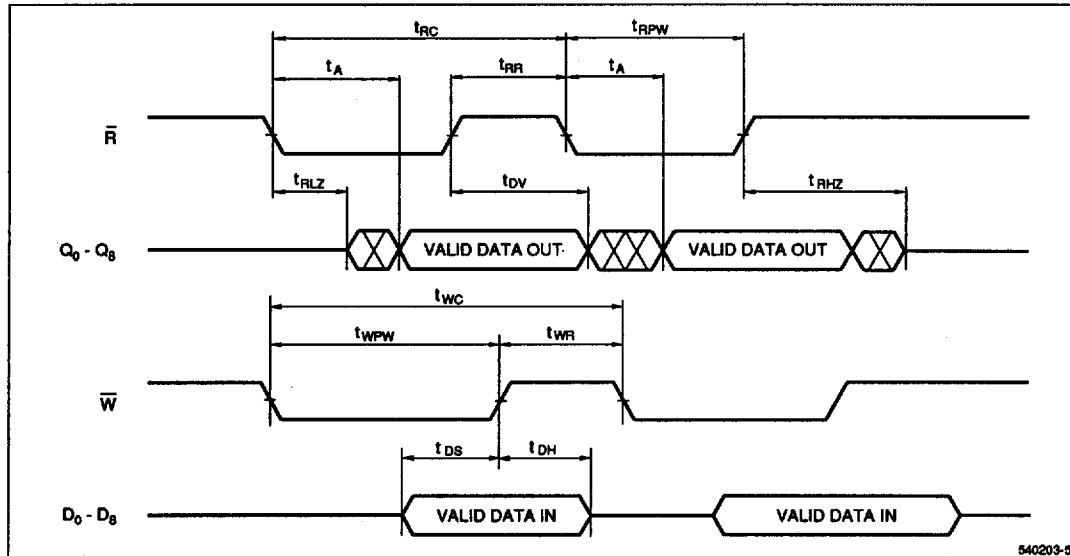 tRC tRPW
tA tRR tA
R̅
tRLZ tDV tRHZ
Q0 - Q8 VALID DATA OUT VALID DATA OUT
tWC
tWPW tWR
W̅
tDS tDH
D0 - D8 VALID DATA IN VALID DATA IN
540203-5